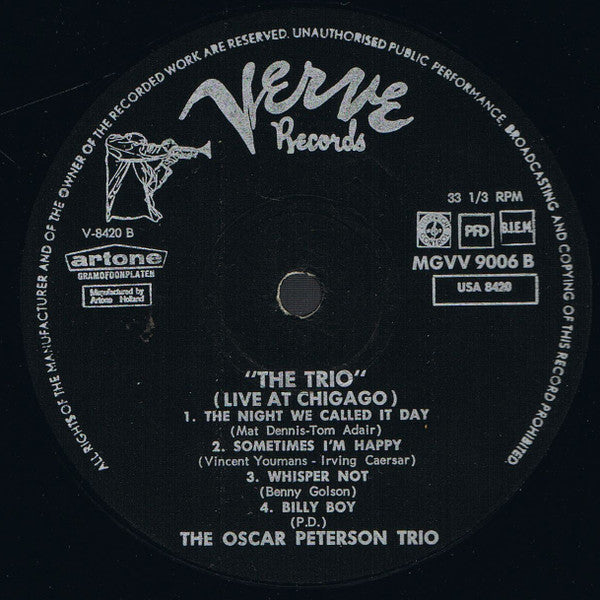 ALL RIGHTS OF THE MANUFACTURER AND OF THE OWNER OF THE RECORDED WORK ARE RESERVED. UNAUTHORISED PUBLIC PERFORMANCE, BROADCASTING AND COPYING OF THIS RECORD PROHIBITED
Verve
Records
V-8420 B
artone
GRAMOFOONPLATEN
Manufactured by
Artone Holland
33 1/3 RPM
PFD
B.I.E.M.
MGVV 9006 B
USA 8420
"THE TRIO"
(LIVE AT CHIGAGO)
1. THE NIGHT WE CALLED IT DAY
(Mat Dennis-Tom Adair)
2. SOMETIMES I'M HAPPY
(Vincent Youmans - Irving Caesar)
3. WHISPER NOT
(Benny Golson)
4. BILLY BOY
(P.D.)
THE OSCAR PETERSON TRIO